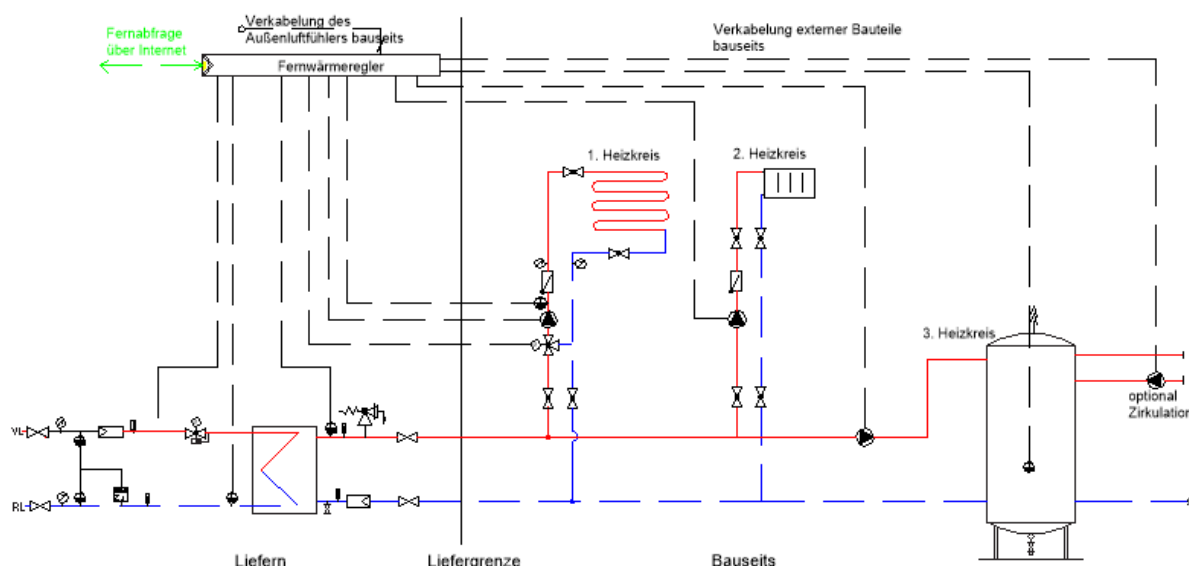 Verkabelung des
Außenluftfühlers bauseits
Fernabfrage
über Internet
Verkabelung externer Bauteile
bauseits
Fernwärmeregler
1. Heizkreis
2. Heizkreis
3. Heizkreis
optional
Zirkulation
VL
RL
Liefern
Liefergrenze
Bauseits